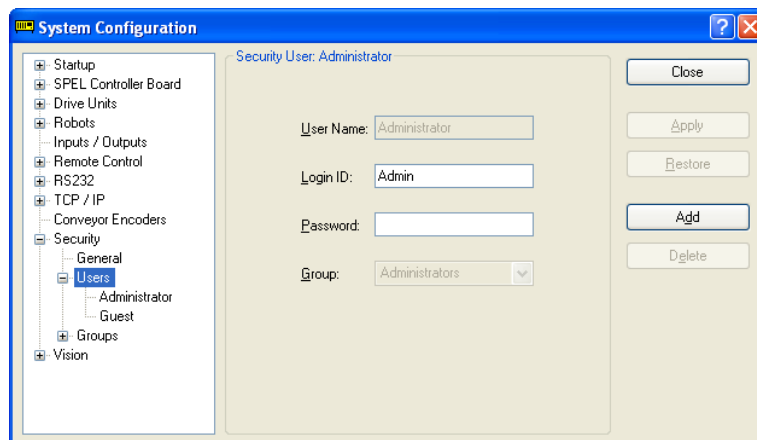 System Configuration
Startup
SPEL Controller Board
Drive Units
Robots
Inputs / Outputs
Remote Control
RS232
TCP / IP
Conveyor Encoders
Security
General
Users
Administrator
Guest
Groups
Vision
Security User: Administrator
User Name: Administrator
Login ID: Admin
Password:
Group: Administrators
Close
Apply
Restore
Add
Delete